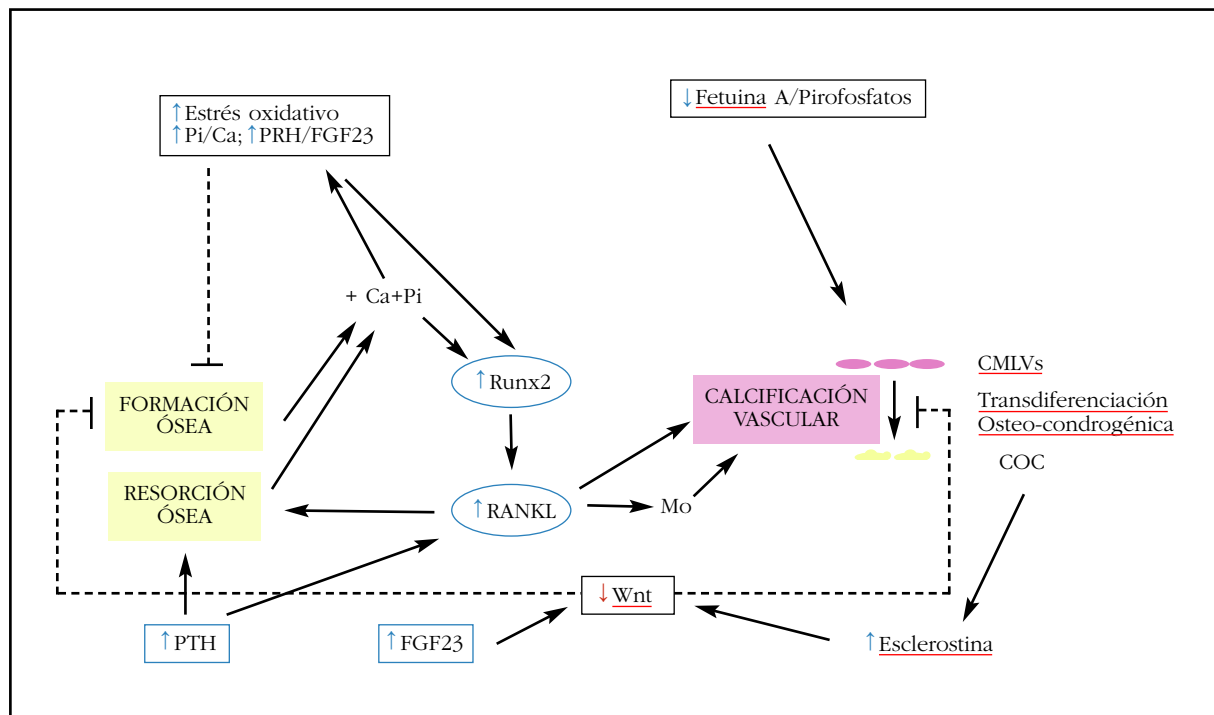 ↑Estrés oxidativo
↑Pi/Ca; ↑PRH/FGF23
↓Fetuina A/Pirofosfatos
+ Ca+Pi
↑Runx2
CMLVs
FORMACIÓN
ÓSEA
CALCIFICACIÓN
VASCULAR
Transdiferenciación
Osteo-condrogénica
COC
RESORCIÓN
ÓSEA
↑RANKL
Mo
↓Wnt
↑PTH
↑FGF23
↑Esclerostina